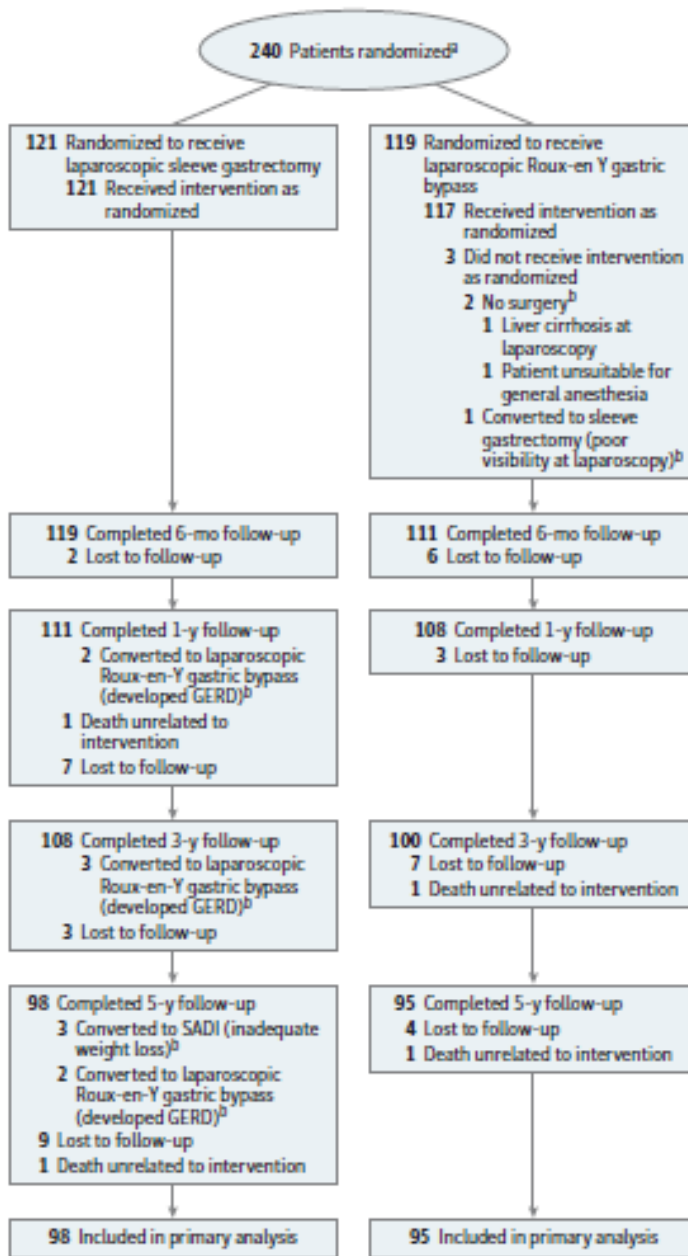 240 Patients randomizedᵃ
121 Randomized to receive
laparoscopic sleeve gastrectomy
121 Received intervention as
randomized
119 Randomized to receive
laparoscopic Roux-en Y gastric
bypass
117 Received intervention as
randomized
3 Did not receive intervention
as randomized
2 No surgeryᵇ
1 Liver cirrhosis at
laparoscopy
1 Patient unsuitable for
general anesthesia
1 Converted to sleeve
gastrectomy (poor
visibility at laparoscopy)ᵇ
119 Completed 6-mo follow-up
2 Lost to follow-up
111 Completed 6-mo follow-up
6 Lost to follow-up
111 Completed 1-y follow-up
2 Converted to laparoscopic
Roux-en-Y gastric bypass
(developed GERD)ᵇ
1 Death unrelated to
intervention
7 Lost to follow-up
108 Completed 1-y follow-up
3 Lost to follow-up
108 Completed 3-y follow-up
3 Converted to laparoscopic
Roux-en-Y gastric bypass
(developed GERD)ᵇ
3 Lost to follow-up
100 Completed 3-y follow-up
7 Lost to follow-up
1 Death unrelated to intervention
98 Completed 5-y follow-up
3 Converted to SADI (inadequate
weight loss)ᵇ
2 Converted to laparoscopic
Roux-en-Y gastric bypass
(developed GERD)ᵇ
9 Lost to follow-up
1 Death unrelated to intervention
95 Completed 5-y follow-up
4 Lost to follow-up
1 Death unrelated to intervention
98 Included in primary analysis
95 Included in primary analysis